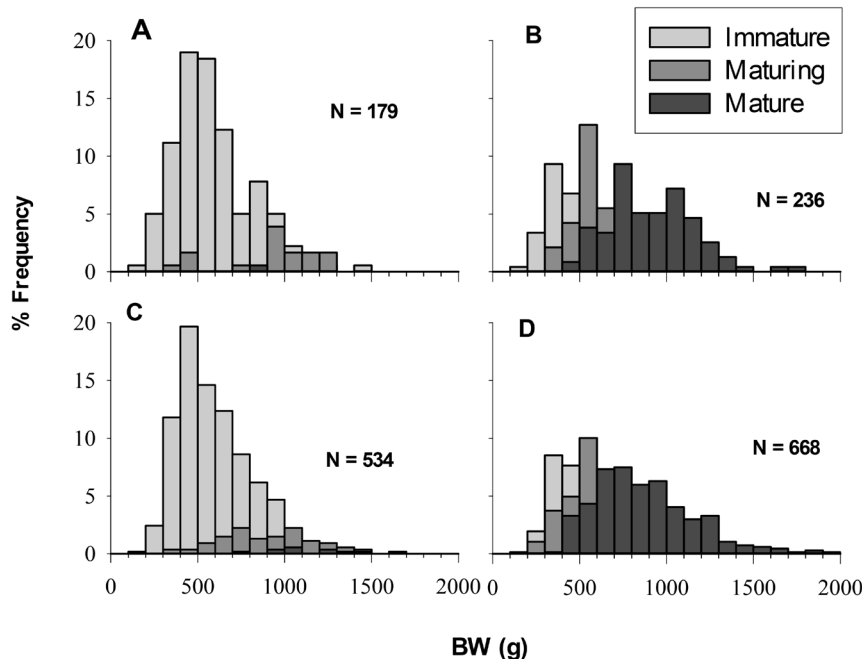 A
B
Immature
Maturing
Mature
20
15
10
5
0
N = 179
N = 236
% Frequency
C
D
20
15
10
5
0
N = 534
N = 668
0 500 1000 1500 2000
500 1000 1500 2000
BW (g)